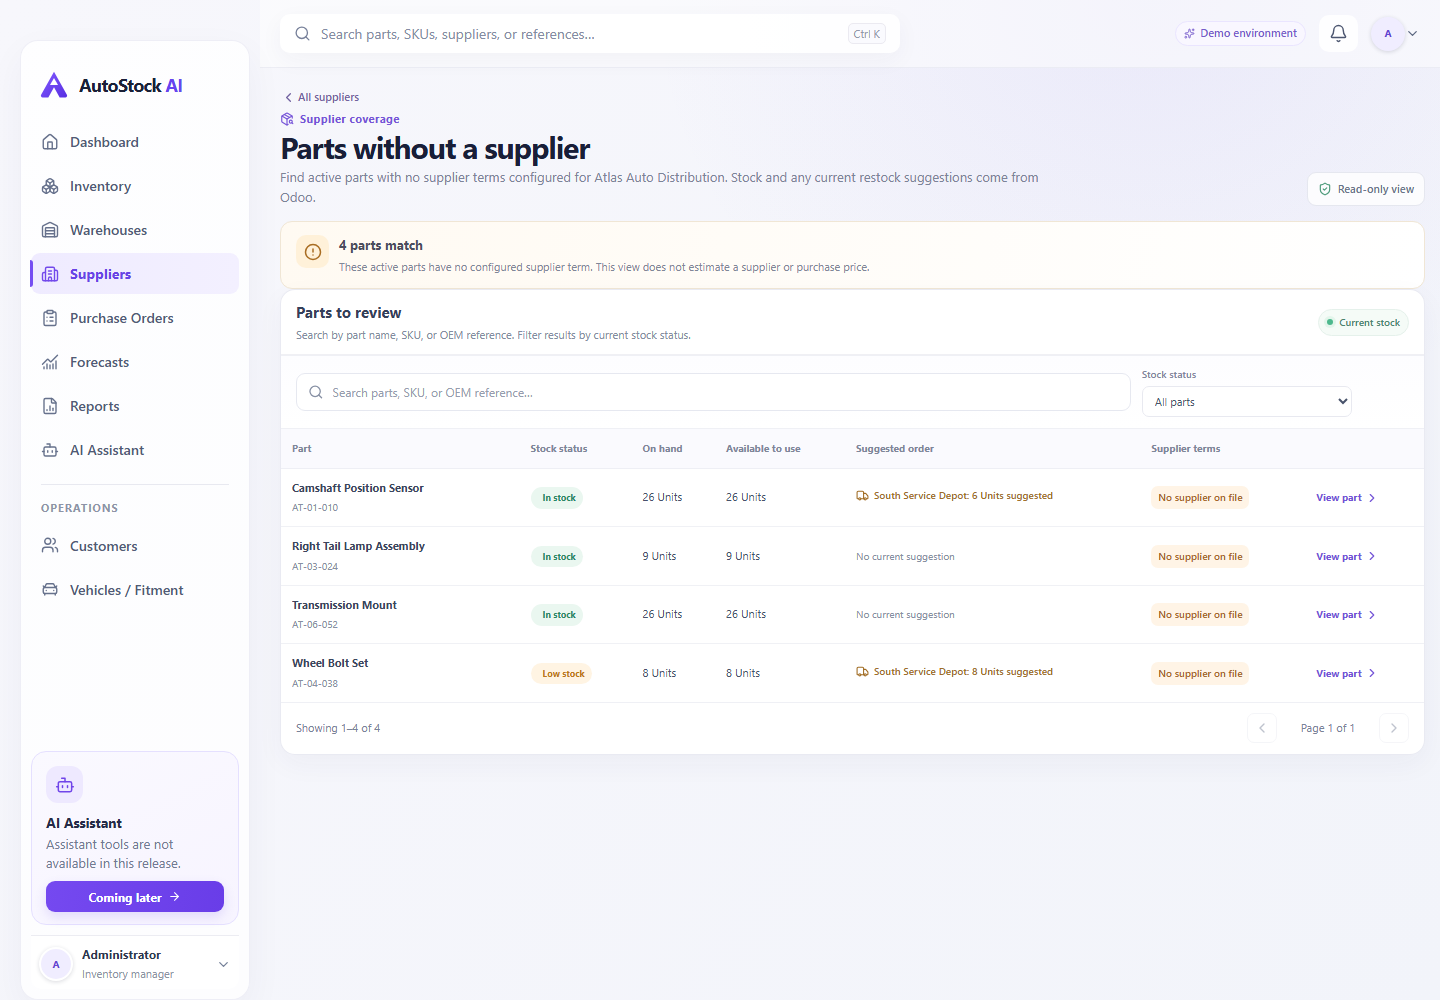 Search parts, SKUs, suppliers, or references...
Ctrl K
Demo environment
A
AutoStock AI
Dashboard
Inventory
Warehouses
Suppliers
Purchase Orders
Forecasts
Reports
AI Assistant
OPERATIONS
Customers
Vehicles / Fitment
AI Assistant
Assistant tools are not
available in this release.
Coming later
A
Administrator
Inventory manager
All suppliers
Supplier coverage
Parts without a supplier
Find active parts with no supplier terms configured for Atlas Auto Distribution. Stock and any current restock suggestions come from
Odoo.
Read-only view
4 parts match
These active parts have no configured supplier term. This view does not estimate a supplier or purchase price.
Parts to review
Search by part name, SKU, or OEM reference. Filter results by current stock status.
Current stock
Search parts, SKU, or OEM reference...
Stock status
All parts
Part Stock status On hand Available to use Suggested order Supplier terms
Camshaft Position Sensor
AT-01-010
In stock 26 Units 26 Units South Service Depot: 6 Units suggested No supplier on file View part
Right Tail Lamp Assembly
AT-03-024
In stock 9 Units 9 Units No current suggestion No supplier on file View part
Transmission Mount
AT-06-052
In stock 26 Units 26 Units No current suggestion No supplier on file View part
Wheel Bolt Set
AT-04-038
Low stock 8 Units 8 Units South Service Depot: 8 Units suggested No supplier on file View part
Showing 1–4 of 4
Page 1 of 1